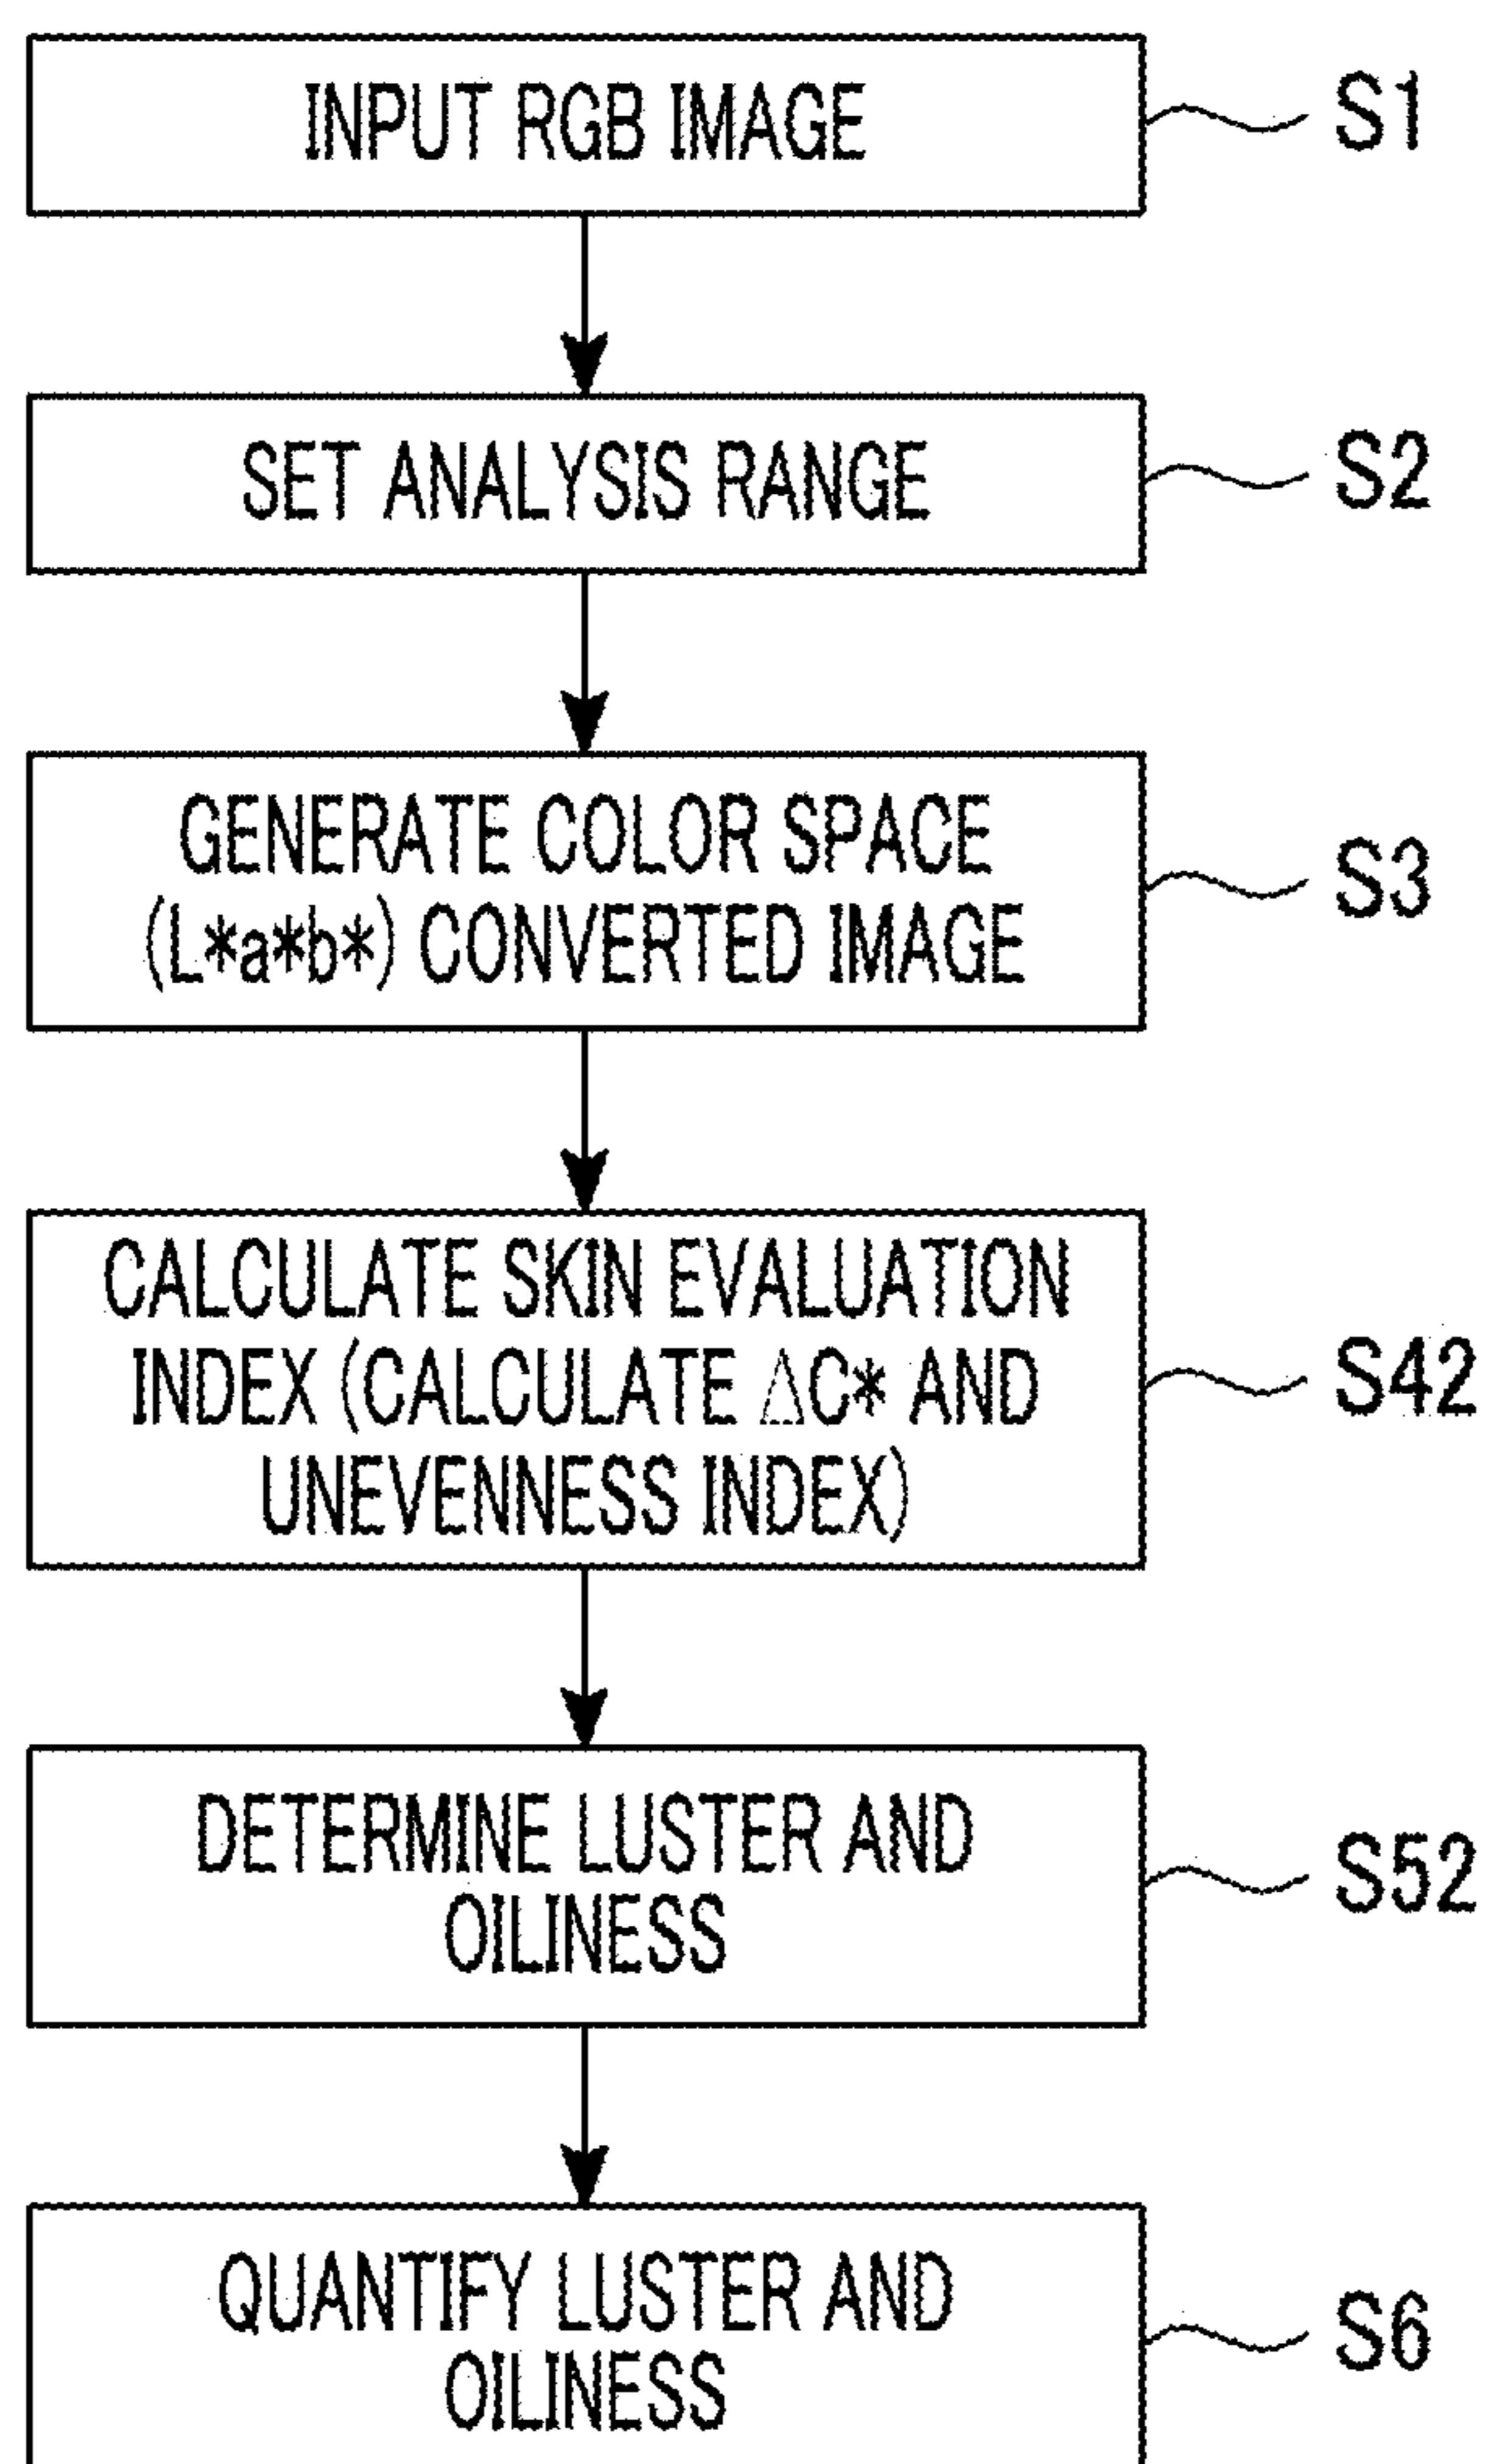 INPUT RGB IMAGE
S1
SET ANALYSIS RANGE
S2
GENERATE COLOR SPACE
(L*a*b*) CONVERTED IMAGE
S3
CALCULATE SKIN EVALUATION
INDEX (CALCULATE ΔC* AND
UNEVENNESS INDEX)
S42
DETERMINE LUSTER AND
OILINESS
S52
QUANTIFY LUSTER AND
OILINESS
S6